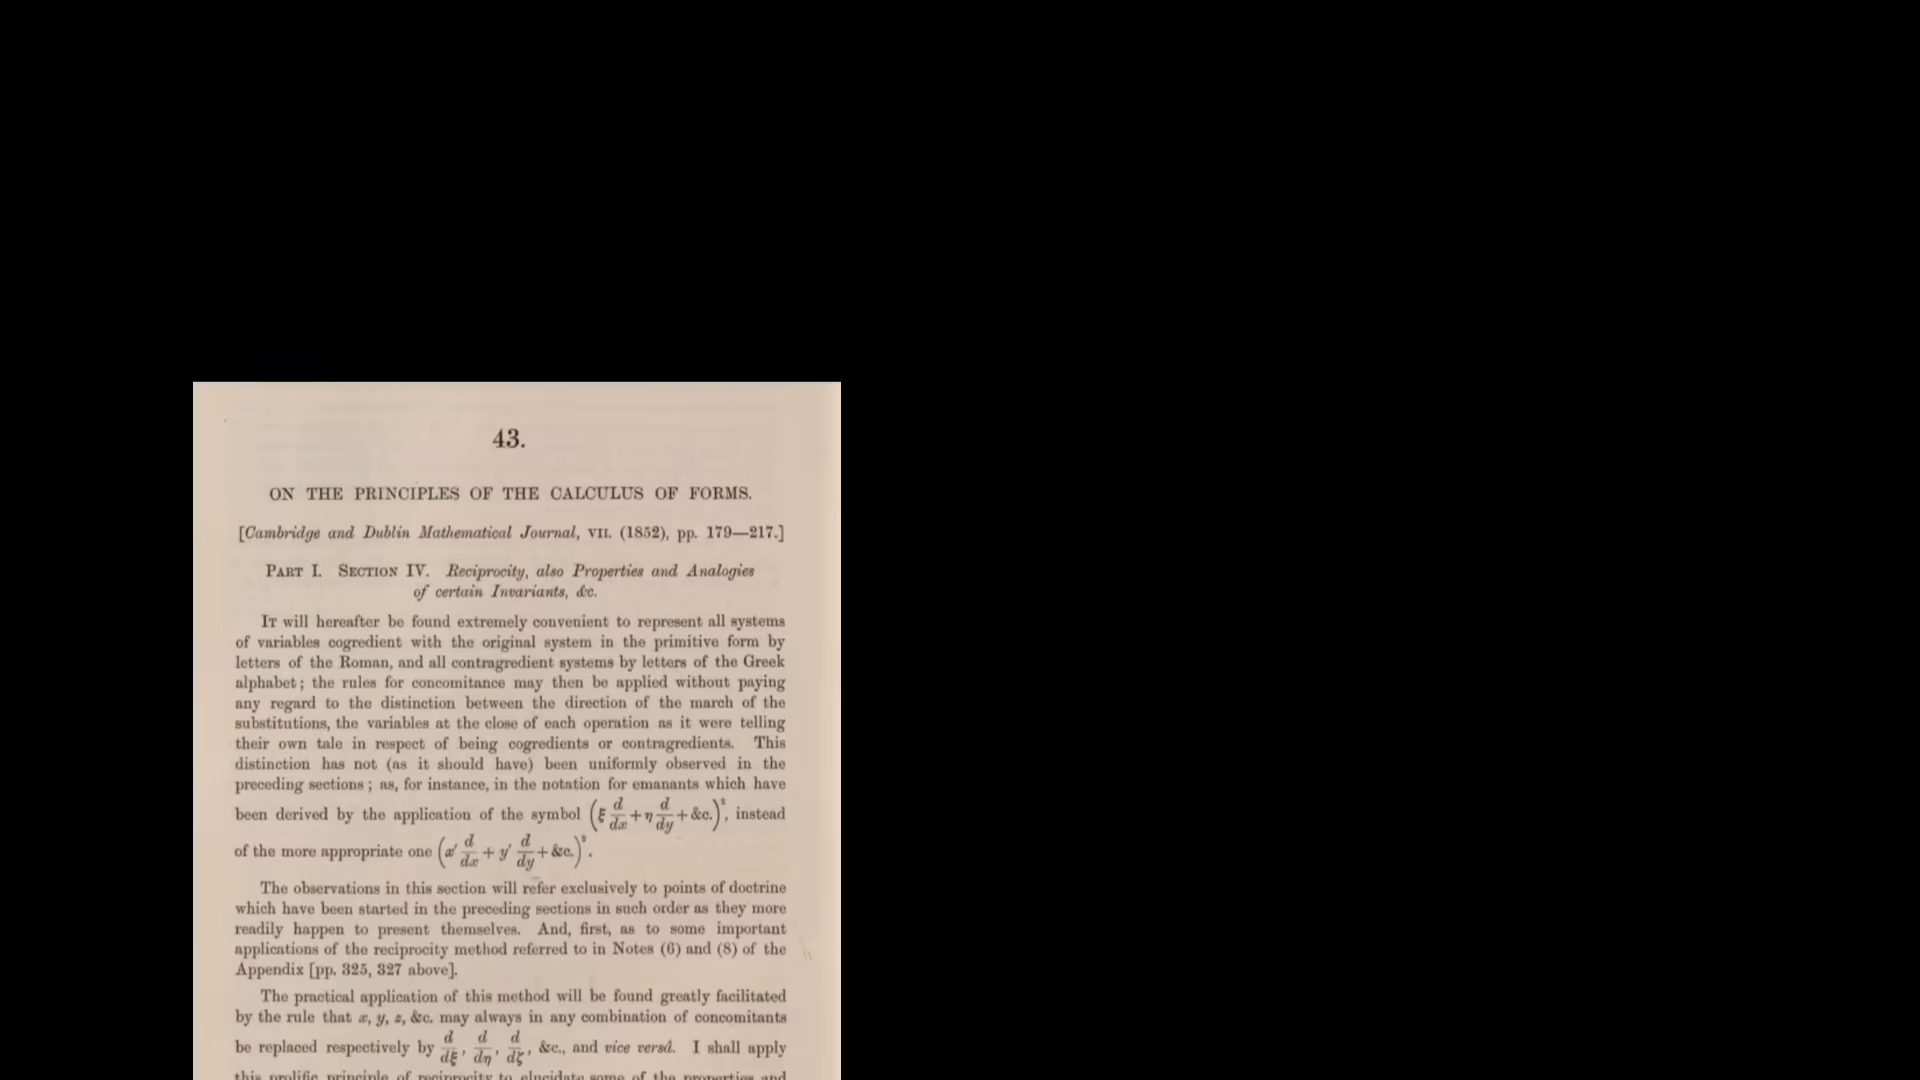 43.
ON THE PRINCIPLES OF THE CALCULUS OF FORMS.
[Cambridge and Dublin Mathematical Journal, VII. (1852), pp. 179—217.]
PART I. SECTION IV. Reciprocity, also Properties and Analogies
of certain Invariants, &c.
IT will hereafter be found extremely convenient to represent all systems
of variables cogredient with the original system in the primitive form by
letters of the Roman, and all contragredient systems by letters of the Greek
alphabet; the rules for concomitance may then be applied without paying
any regard to the distinction between the direction of the march of the
substitutions, the variables at the close of each operation as it were telling
their own tale in respect of being cogredients or contragredients. This
distinction has not (as it should have) been uniformly observed in the
preceding sections; as, for instance, in the notation for emanants which have
been derived by the application of the symbol (ξ d/dx + η d/dy + &c.), instead
of the more appropriate one (x′ d/dx + y′ d/dy + &c.).
The observations in this section will refer exclusively to points of doctrine
which have been started in the preceding sections in such order as they more
readily happen to present themselves. And, first, as to some important
applications of the reciprocity method referred to in Notes (6) and (8) of the
Appendix [pp. 325, 327 above].
The practical application of this method will be found greatly facilitated
by the rule that x, y, z, &c. may always in any combination of concomitants
be replaced respectively by d/dξ, d/dη, d/dζ, &c., and vice versâ. I shall apply
this prolific principle of reciprocity to elucidate some of the properties and